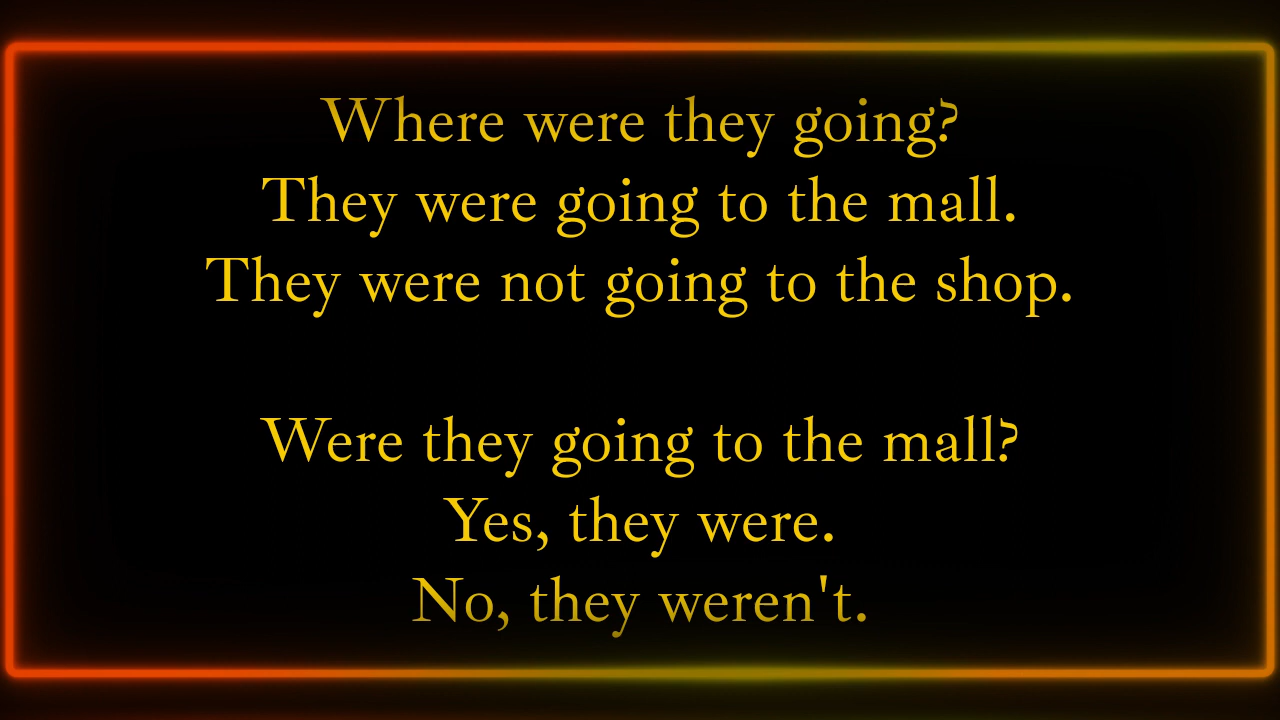 Where were they going?
They were going to the mall.
They were not going to the shop.
Were they going to the mall?
Yes, they were.
No, they weren't.